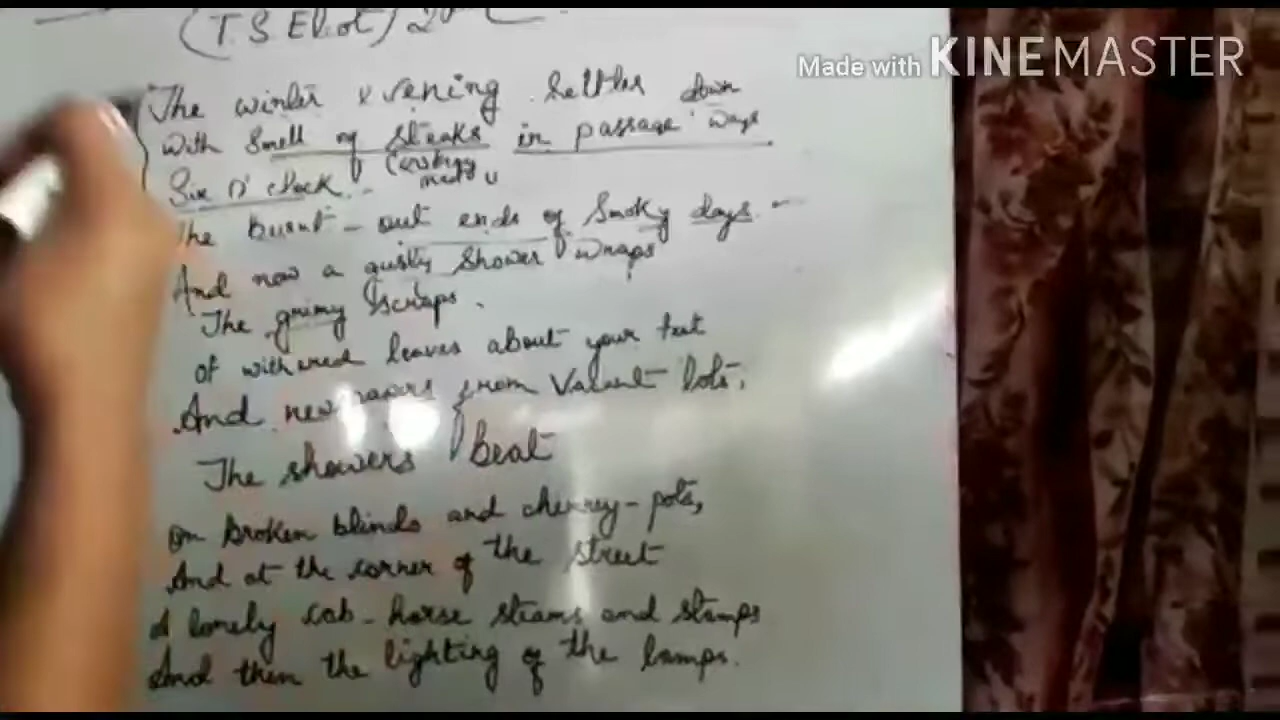 (T.S Eliot) 2
Made with KINEMASTER
The winter evening settles down
with smell of steaks in passage ways
Six O' clock.
The burnt - out ends of smoky days -
And now a gusty shower wraps
The grimy scraps.
of withered leaves about your feet
And newspapers from vacant lots,
The showers beat
on broken blinds and chenney - pots,
And at the corner of the street
A lonely cab - horse steams and stamps
And then the lighting of the lamps.